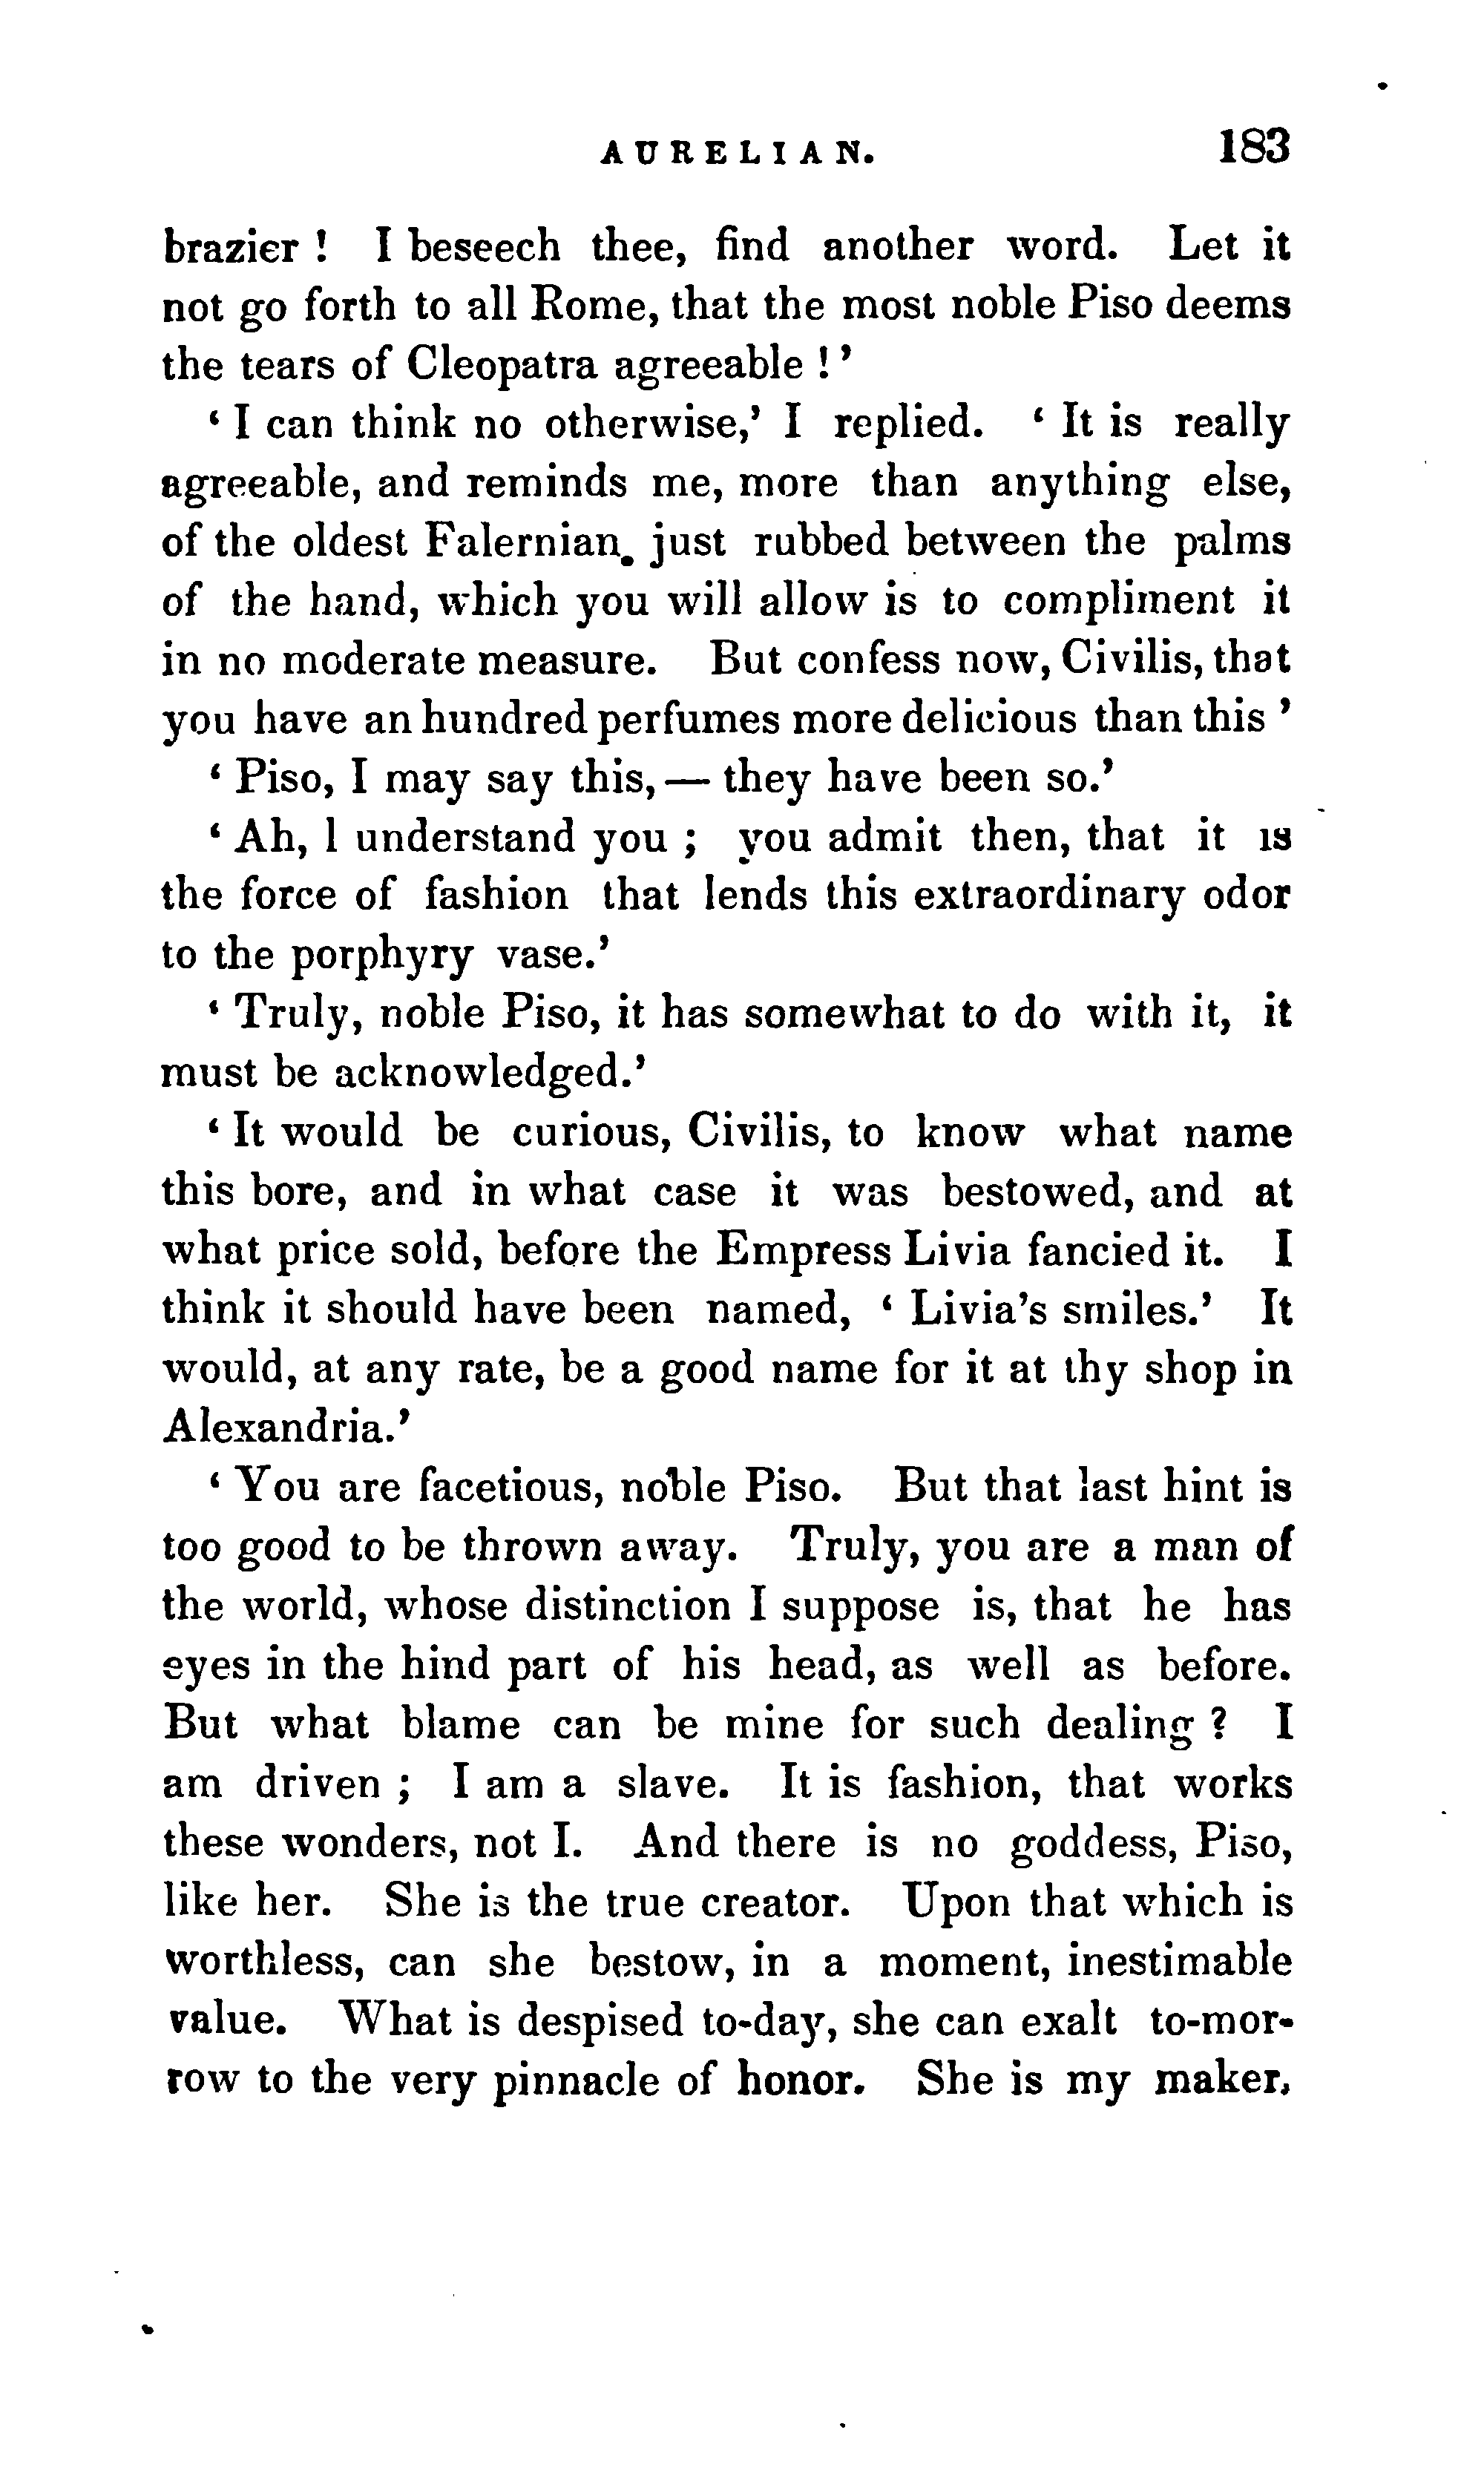 AURELIAN. 183
brazier ! I beseech thee, find another word. Let it
not go forth to all Rome, that the most noble Piso deems
the tears of Cleopatra agreeable ! ’
‘ I can think no otherwise,’ I replied. ‘ It is really
agreeable, and reminds me, more than anything else,
of the oldest Falernian. just rubbed between the palms
of the hand, which you will allow is to compliment it
in no moderate measure. But confess now, Civilis, that
you have an hundred perfumes more delicious than this ’
‘ Piso, I may say this, — they have been so.’
‘ Ah, I understand you ; you admit then, that it is
the force of fashion that lends this extraordinary odor
to the porphyry vase.’
‘ Truly, noble Piso, it has somewhat to do with it, it
must be acknowledged.’
‘ It would be curious, Civilis, to know what name
this bore, and in what case it was bestowed, and at
what price sold, before the Empress Livia fancied it. I
think it should have been named, ‘ Livia’s smiles.’ It
would, at any rate, be a good name for it at thy shop in
Alexandria.’
‘ You are facetious, noble Piso. But that last hint is
too good to be thrown away. Truly, you are a man of
the world, whose distinction I suppose is, that he has
eyes in the hind part of his head, as well as before.
But what blame can be mine for such dealing ? I
am driven ; I am a slave. It is fashion, that works
these wonders, not I. And there is no goddess, Piso,
like her. She is the true creator. Upon that which is
worthless, can she bestow, in a moment, inestimable
value. What is despised to-day, she can exalt to-mor-
row to the very pinnacle of honor. She is my maker,